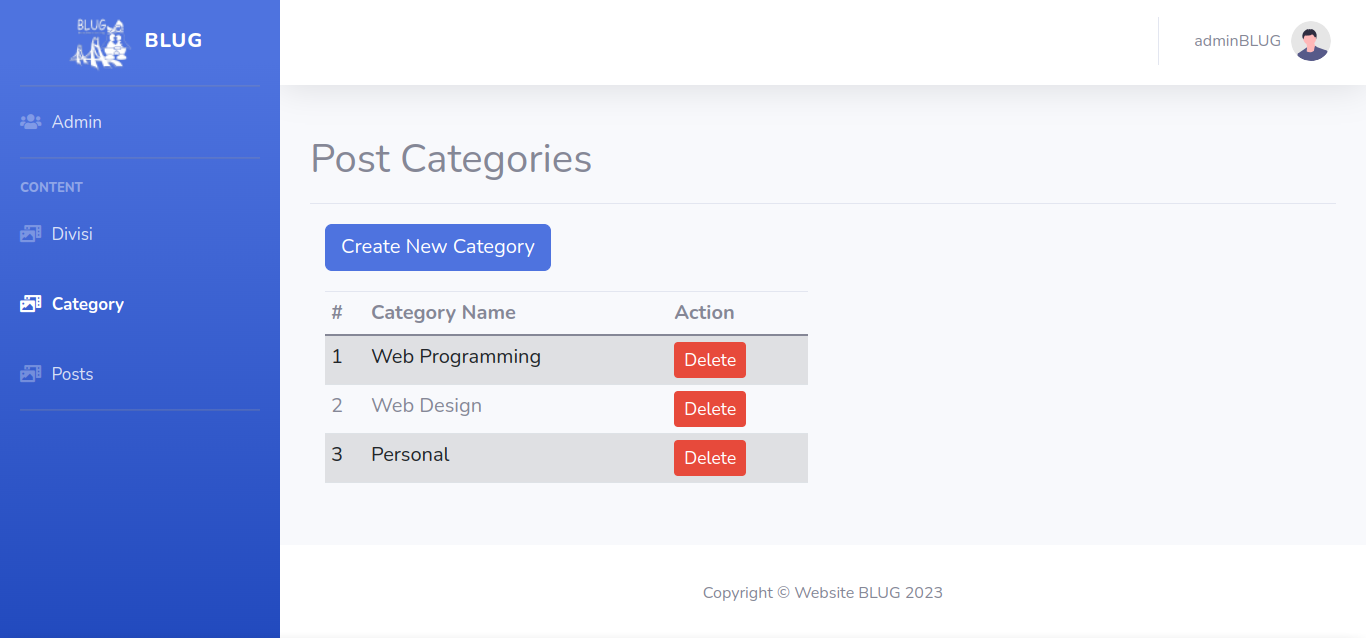 BLUG
BLUG
adminBLUG
Admin
CONTENT
Divisi
Category
Posts
Post Categories
Create New Category
# Category Name Action
1 Web Programming Delete
2 Web Design Delete
3 Personal Delete
Copyright © Website BLUG 2023